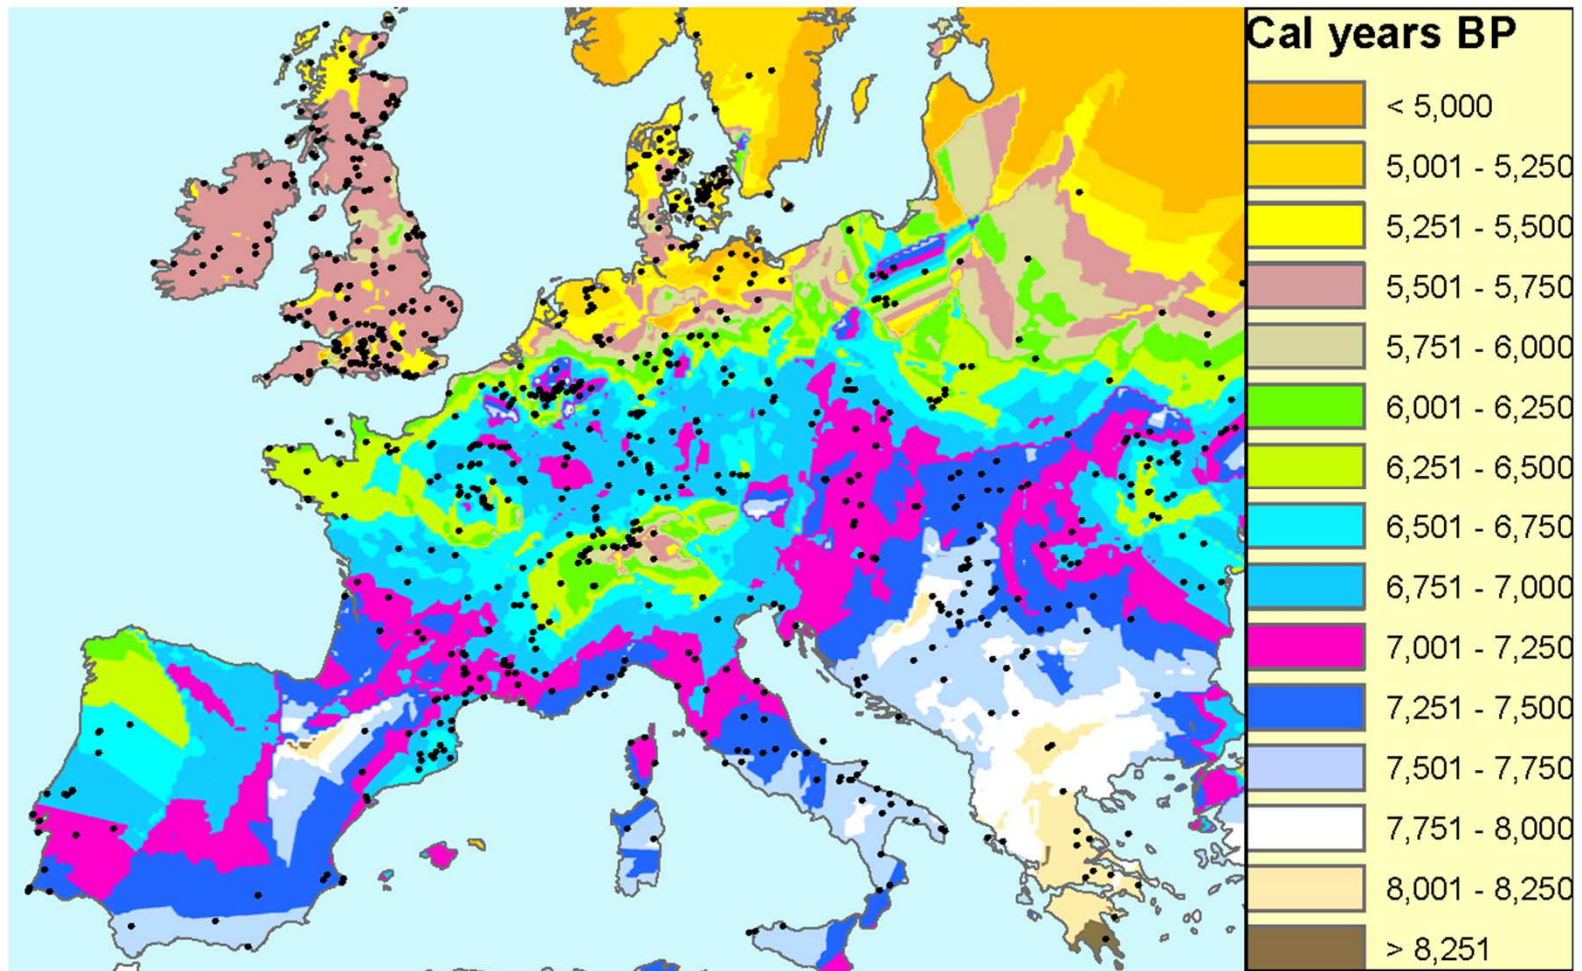 Cal years BP
< 5,000
5,001 - 5,250
5,251 - 5,500
5,501 - 5,750
5,751 - 6,000
6,001 - 6,250
6,251 - 6,500
6,501 - 6,750
6,751 - 7,000
7,001 - 7,250
7,251 - 7,500
7,501 - 7,750
7,751 - 8,000
8,001 - 8,250
> 8,251